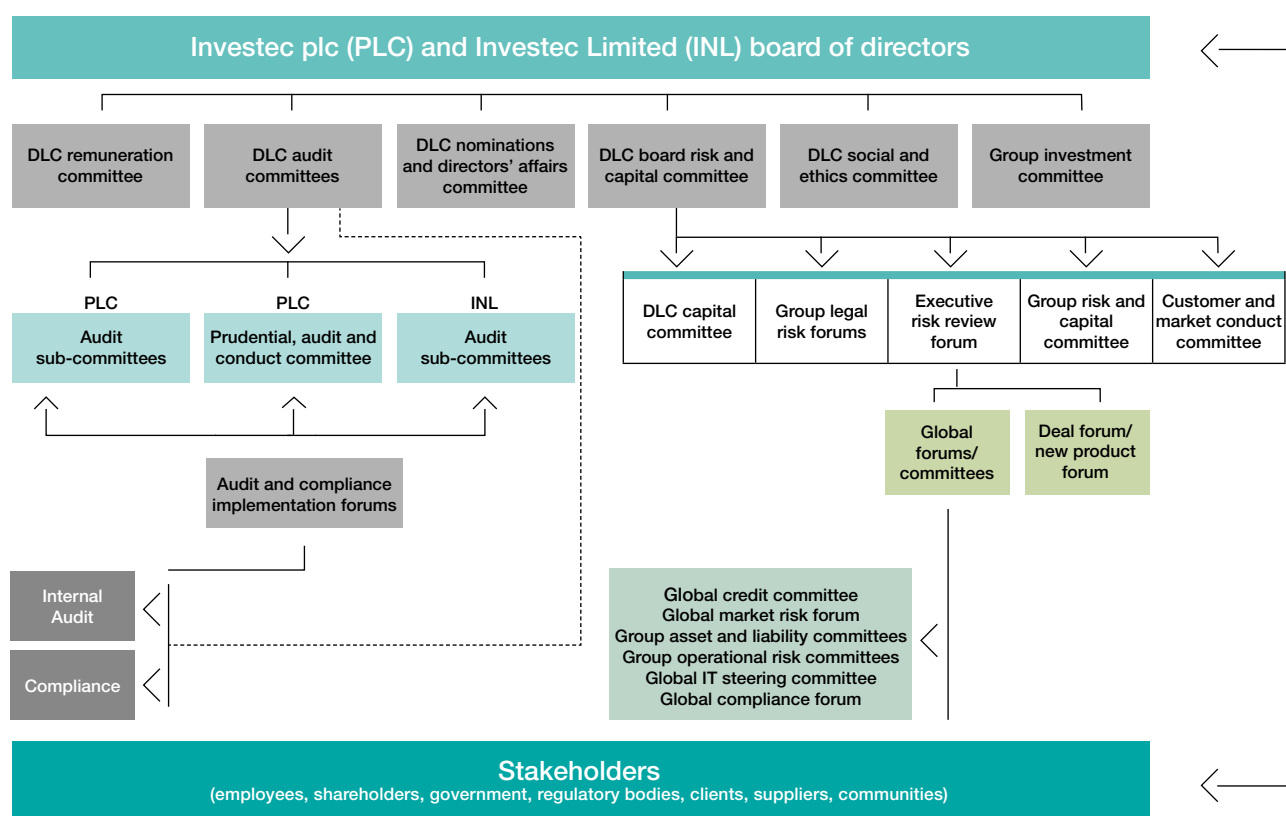 Investec plc (PLC) and Investec Limited (INL) board of directors
DLC remuneration
committee
DLC audit
committees
DLC nominations
and directors' affairs
committee
DLC board risk and
capital committee
DLC social and
ethics committee
Group investment
committee
PLC
Audit
sub-committees
PLC
Prudential, audit and
conduct committee
INL
Audit
sub-committees
DLC capital
committee
Group legal
risk forums
Executive
risk review
forum
Group risk and
capital
committee
Customer and
market conduct
committee
Global
forums/
committees
Deal forum/
new product
forum
Audit and compliance
implementation forums
Internal
Audit
Compliance
Global credit committee
Global market risk forum
Group asset and liability committees
Group operational risk committees
Global IT steering committee
Global compliance forum
Stakeholders
(employees, shareholders, government, regulatory bodies, clients, suppliers, communities)